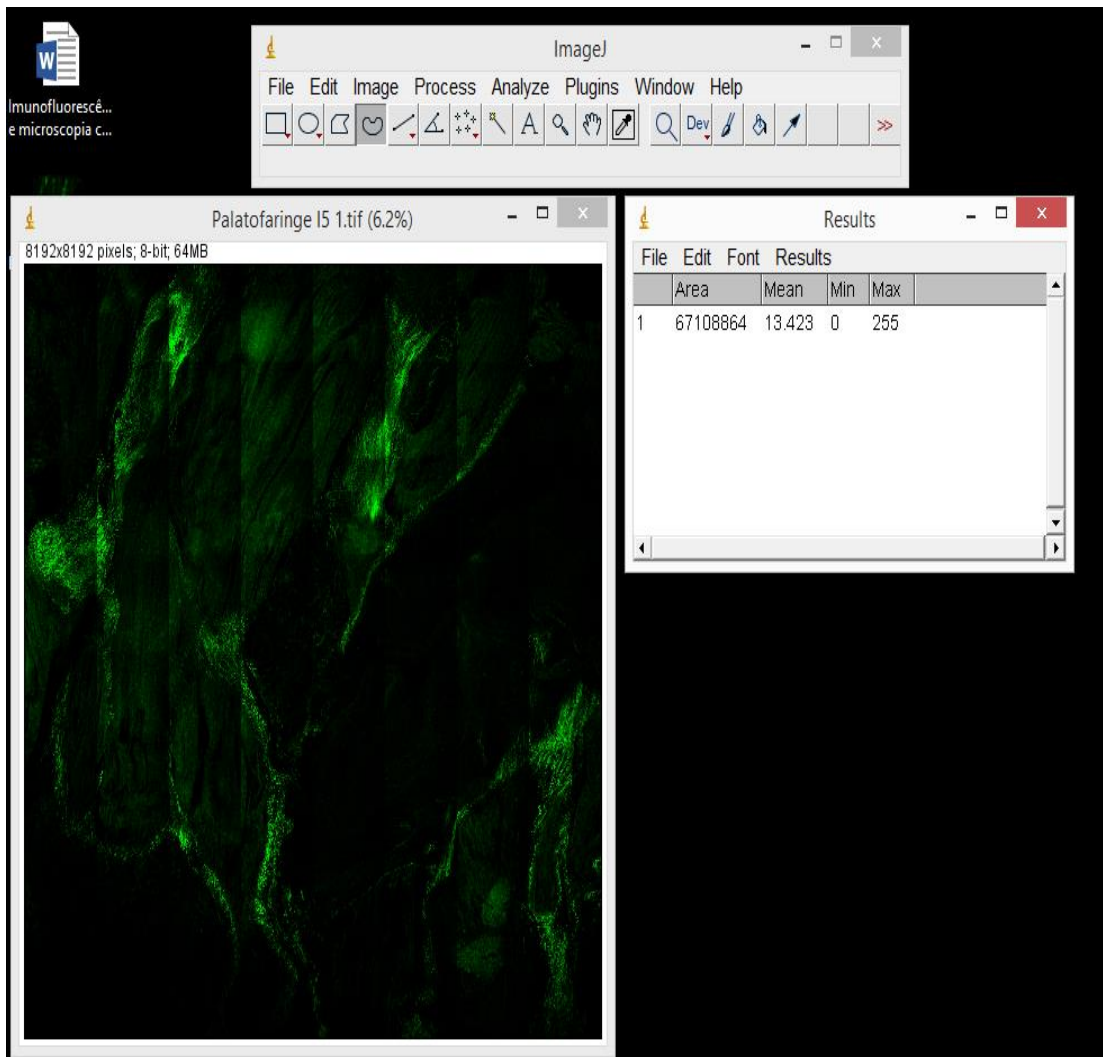 W
Imunofluorescê...
e microscopia c...
ImageJ
File Edit Image Process Analyze Plugins Window Help
A Dev >>
Palatofaringe I5 1.tif (6.2%)
8192x8192 pixels; 8-bit; 64MB
Results
File Edit Font Results
Area Mean Min Max
1 67108864 13.423 0 255